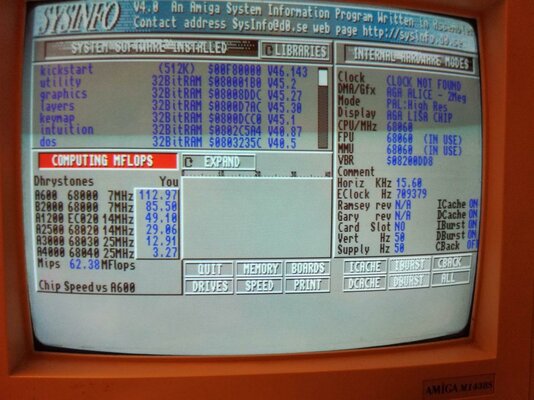 SYSINFO V4.0 An Amiga System Information Program Written in Assembler
Contact address SysInfo@d0.se web page http://sysinfo.d0.se
SYSTEM SOFTWARE INSTALLED LIBRARIES INTERNAL HARDWARE MODES
kickstart (512K) $00F80000 V46.143
utility 32BitRAM $080001B0 V45.2
graphics 32BitRAM V45.27
layers 32BitRAM V45.30
keymap 32BitRAM V45.1
intuition 32BitRAM $0802C5A4 V40.87
dos 32BitRAM $0803235C V40.5
Clock CLOCK NOT FOUND
DMA/Gfx AGA ALICE - 2Meg
Mode PAL:High Res
Display AGA LISA CHIP
CPU/MHz 68060
FPU 68060 (IN USE)
MMU 68060 (IN USE)
VBR $08200DD8
Comment
Horiz KHz 15.60
EClock Hz 709379
Ramsey rev N/A ICache ON
Gary rev N/A DCache ON
Card Slot NO IBurst ON
Vert Hz 50 DBurst ON
Supply Hz 50 CBack OFF
COMPUTING MFLOPS EXPAND
Dhrystones You
A600 68000 7MHz 112.97
B2000 68000 7MHz 85.50
A1200 EC020 14MHz 49.10
A2500 68020 14MHz 29.06
A3000 68030 25MHz 12.91
A4000 68040 25MHz 3.27
Mips 62.38 MFlops
Chip Speed vs A600
QUIT MEMORY BOARDS
DRIVES SPEED PRINT
ICACHE IBURST CBACK
DCACHE DBURST ALL
AMIGA